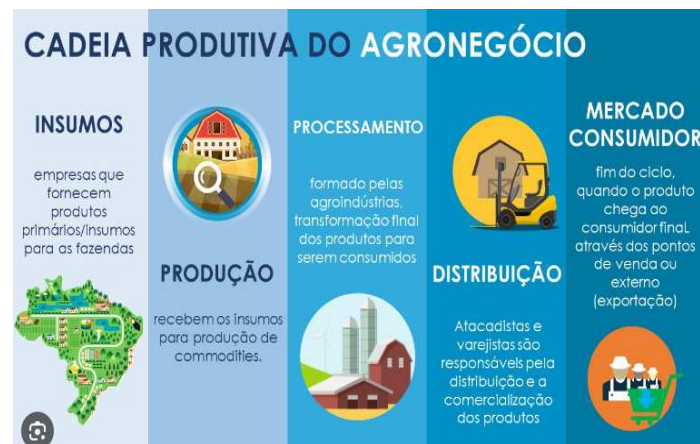 CADEIA PRODUTIVA DO AGRONEGÓCIO
INSUMOS
empresas que
fornecem
produtos
primários/insumos
para as fazendas
PRODUÇÃO
recebem os insumos
para produção de
commodities.
PROCESSAMENTO
formado pelas
agroindústrias,
transformação final
dos produtos para
serem consumidos
DISTRIBUIÇÃO
Atacadistas e
varejistas são
responsáveis pela
distribuição e a
comercialização
dos produtos
MERCADO
CONSUMIDOR
fim do ciclo,
quando o produto
chega ao
consumidor final,
através dos pontos
de venda ou
externo
(exportação)